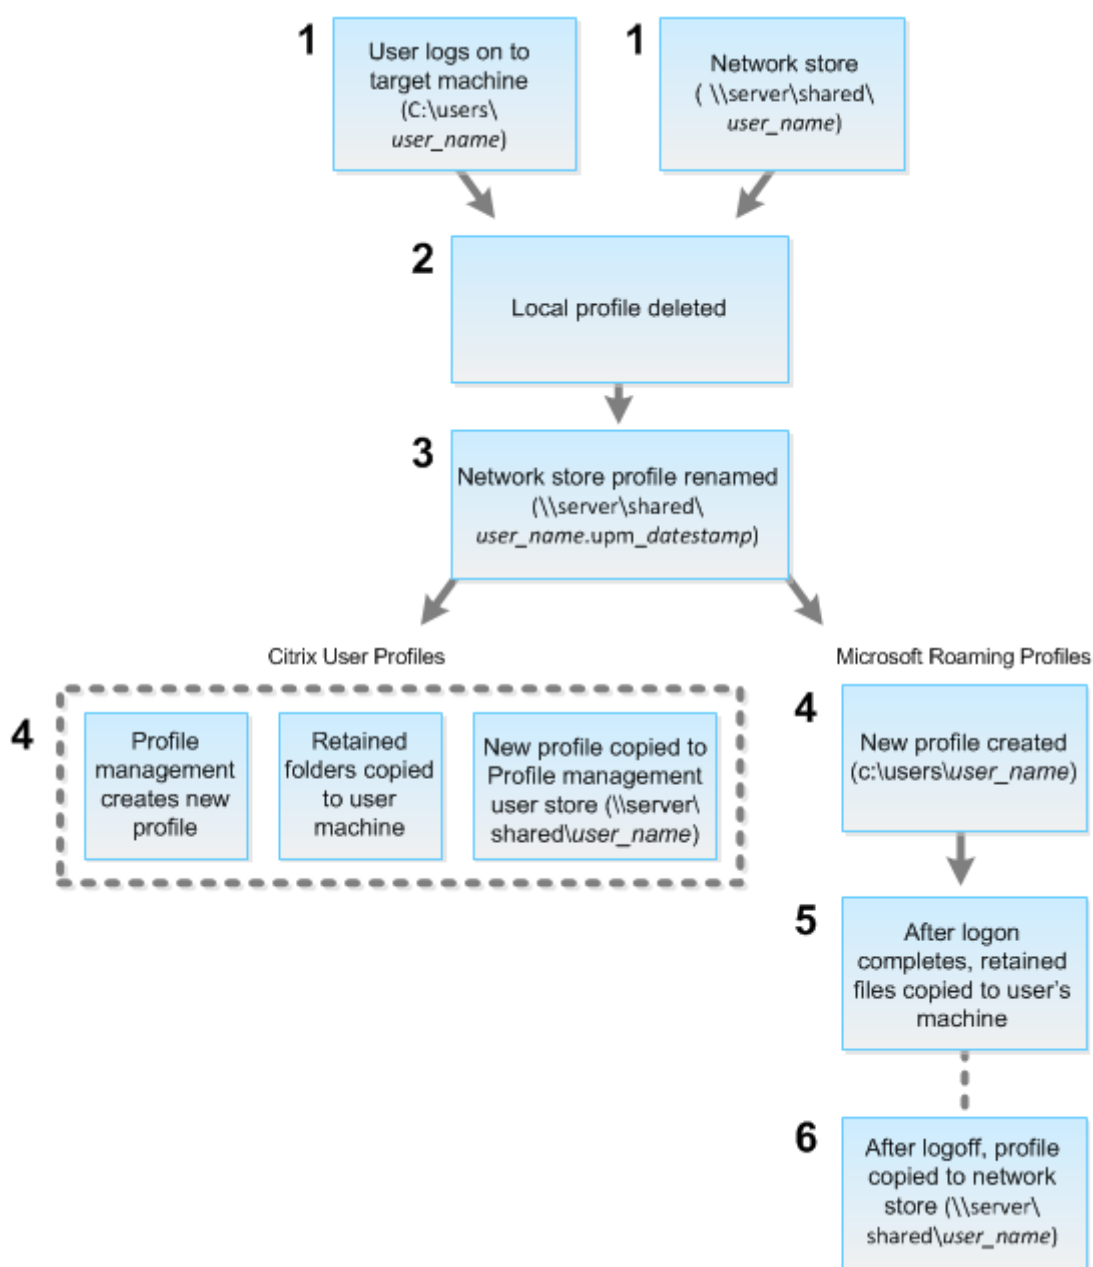 1
User logs on to
target machine
(C:\users\
user_name)
1
Network store
( \\server\shared\
user_name)
2
Local profile deleted
3
Network store profile renamed
(\\server\shared\
user_name.upm_datestamp)
Citrix User Profiles
4
Profile
management
creates new
profile
Retained
folders copied
to user
machine
New profile copied to
Profile management
user store (\\server\
shared\user_name)
Microsoft Roaming Profiles
4
New profile created
(c:\users\user_name)
5
After logon
completes, retained
files copied to user's
machine
6
After logoff, profile
copied to network
store (\\server\
shared\user_name)